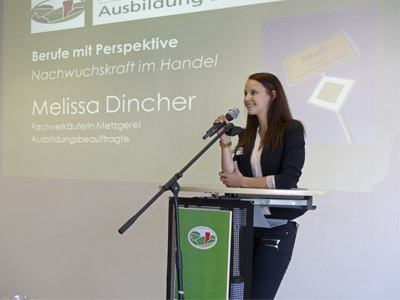 Ausbildung
Berufe mit Perspektive
Nachwuchskraft im Handel
Melissa Dincher
Fachverkäuferin Metzgerei
Ausbildungsbeauftragte